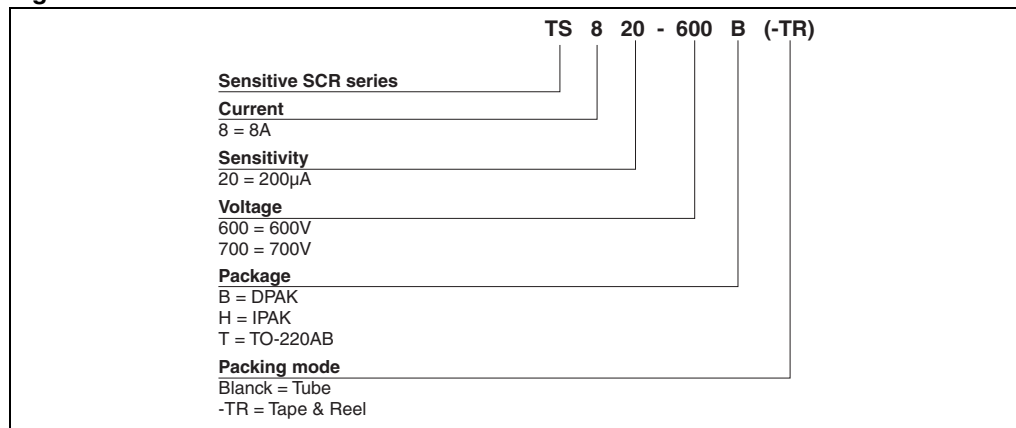 TS 8 20 - 600 B (-TR)
Sensitive SCR series
Current
8 = 8A
Sensitivity
20 = 200µA
Voltage
600 = 600V
700 = 700V
Package
B = DPAK
H = IPAK
T = TO-220AB
Packing mode
Blanck = Tube
-TR = Tape & Reel